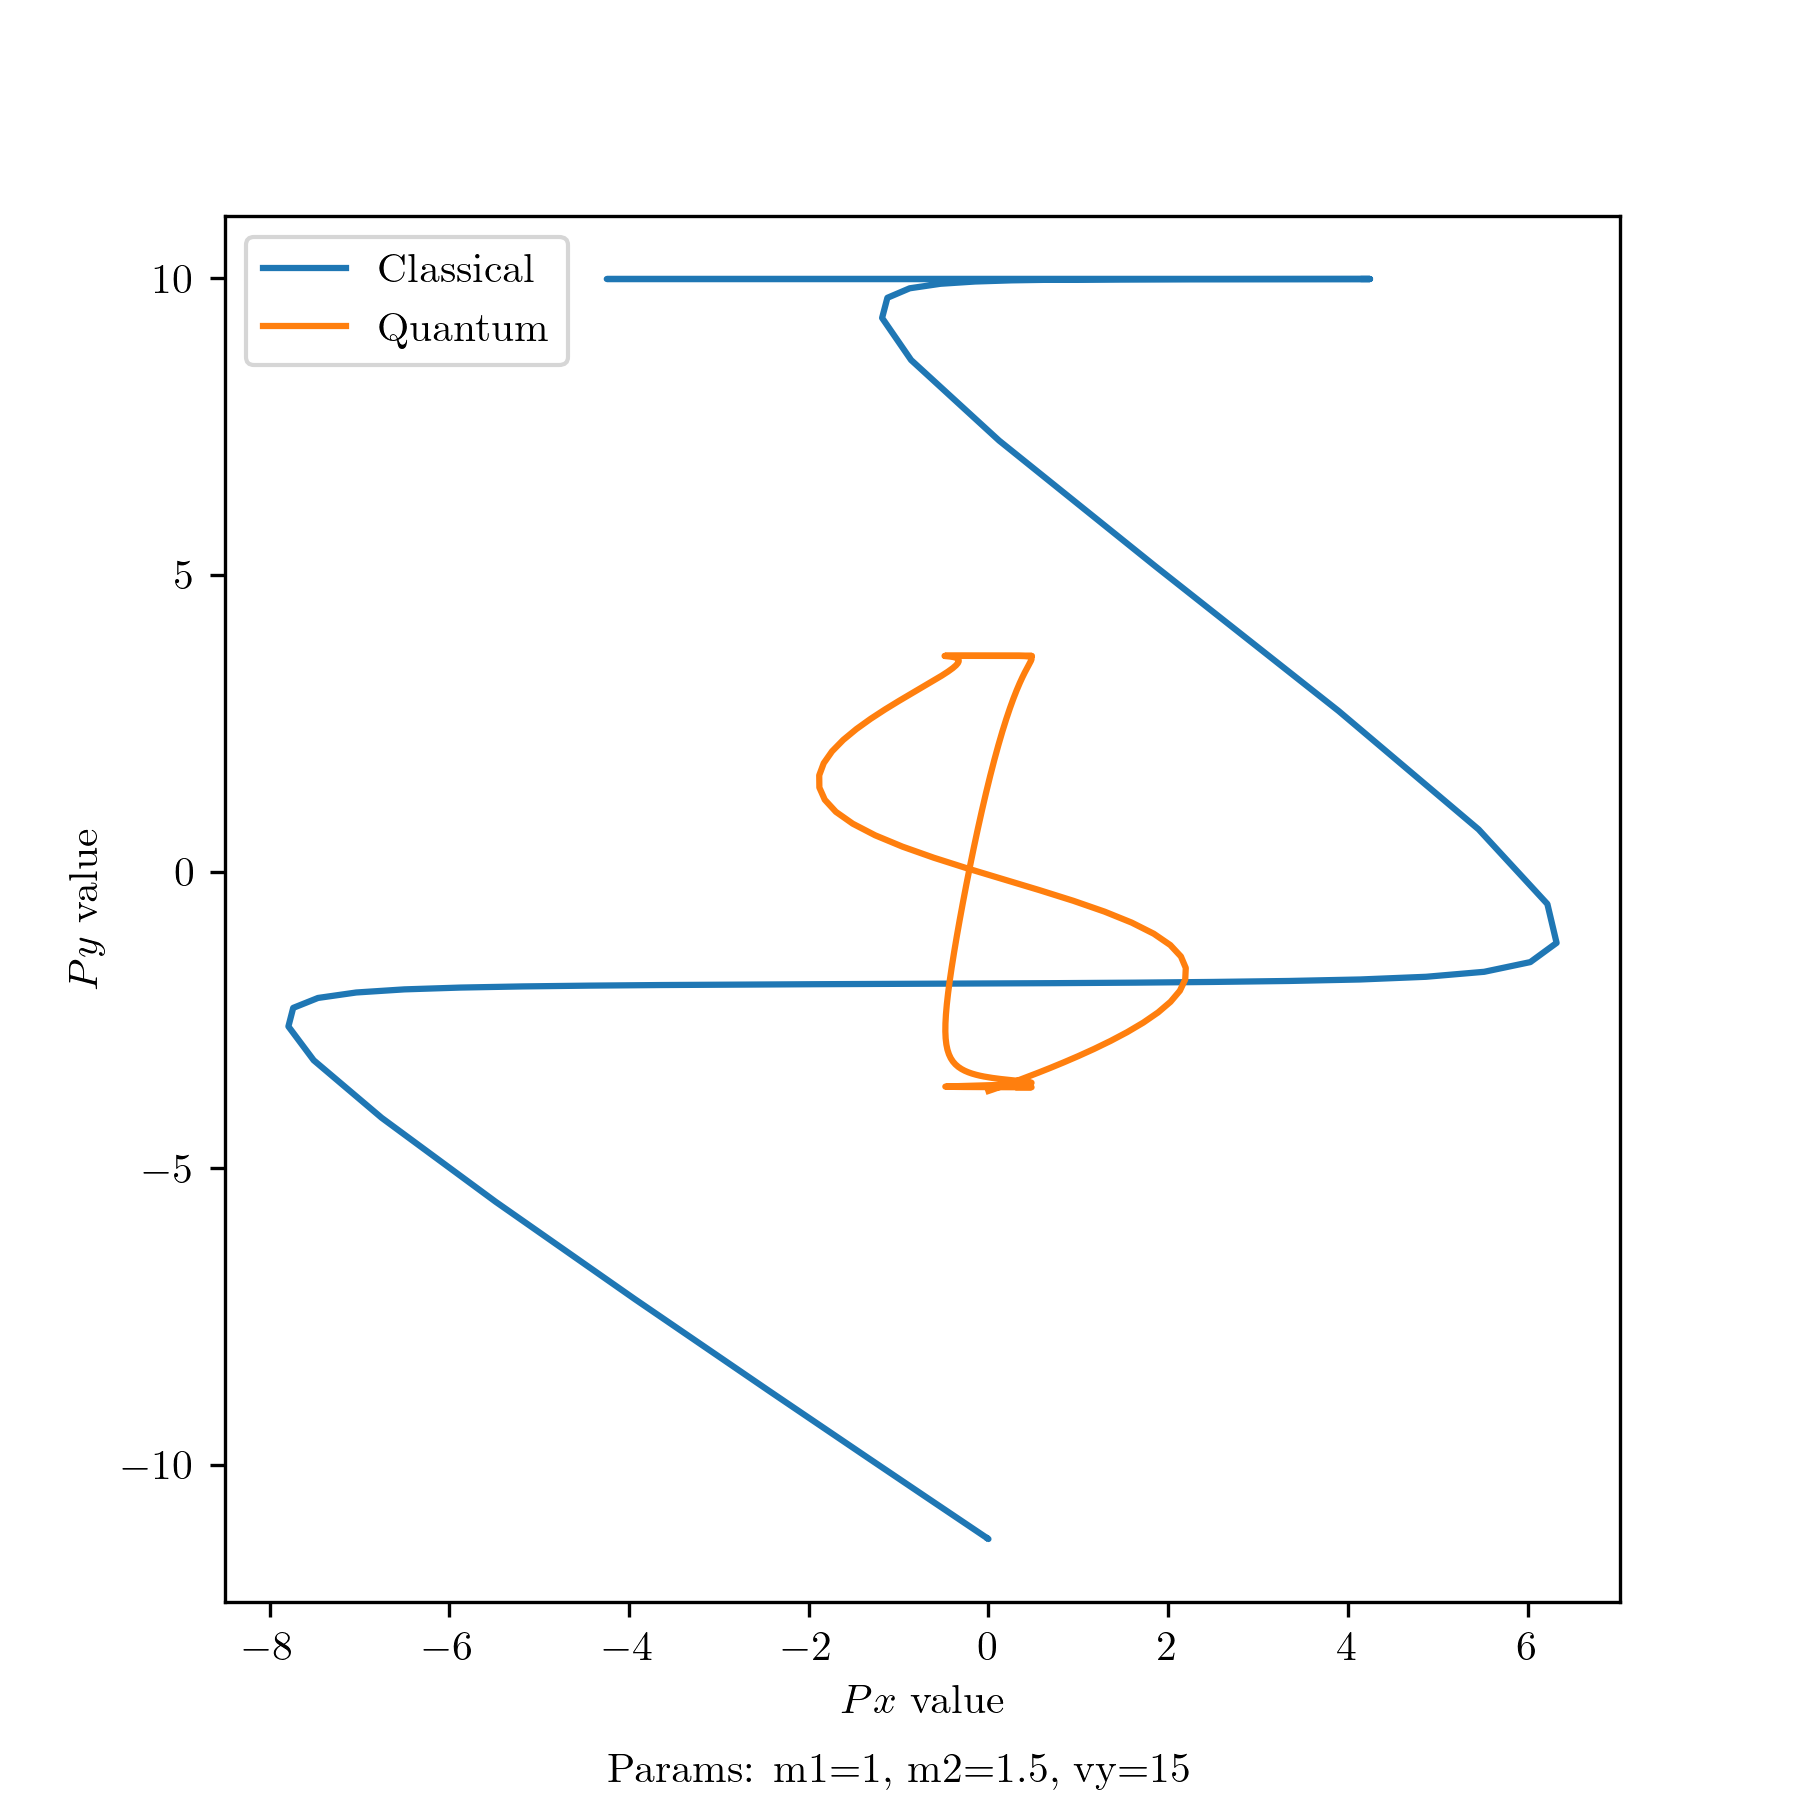 Classical
Quantum
10
5
0
−5
−10
Py value
−8 −6 −4 −2 0 2 4 6
Px value
Params: m1=1, m2=1.5, vy=15